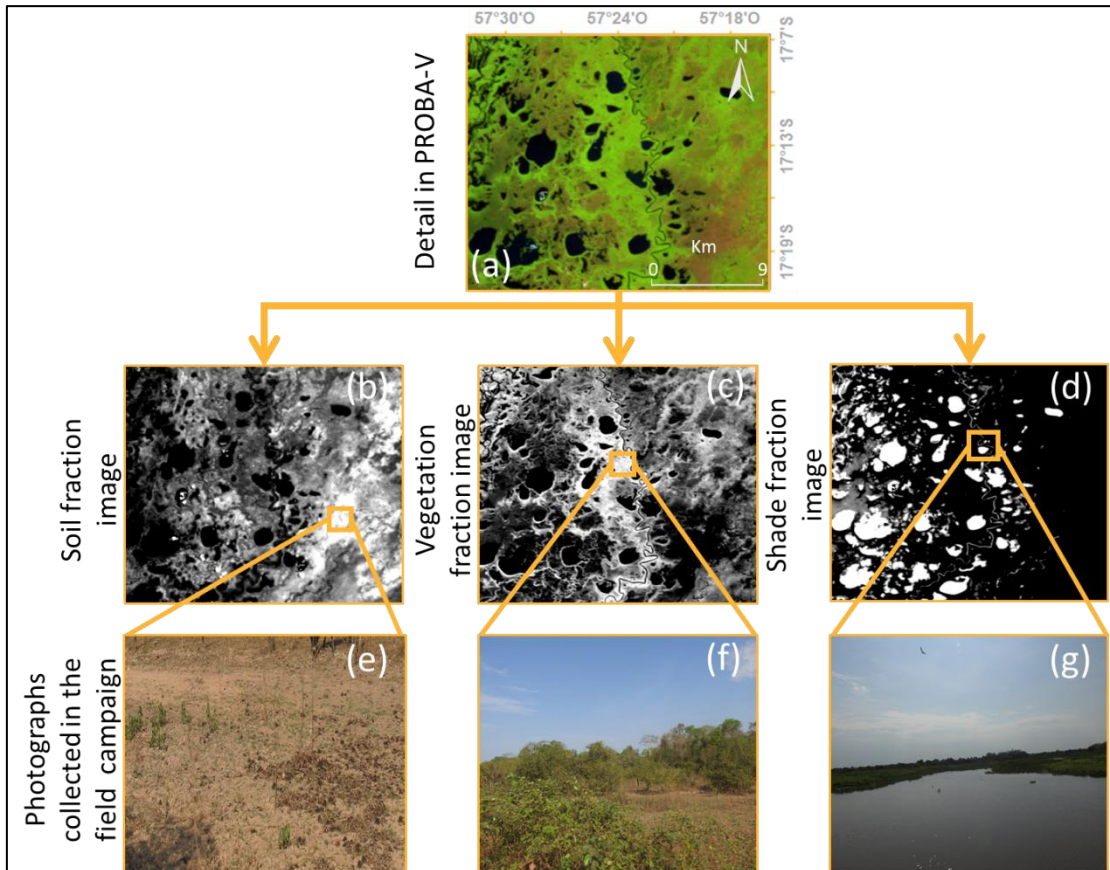 57°30'O 57°24'O 57°18'O
17°7'S
17°13'S
17°19'S
Detail in PROBA-V
N
Km
0 9
(a)
Soil fraction
image
(b)
Vegetation
fraction image
(c)
Shade fraction
image
(d)
Photographs
collected in the
field campaign
(e)
(f)
(g)